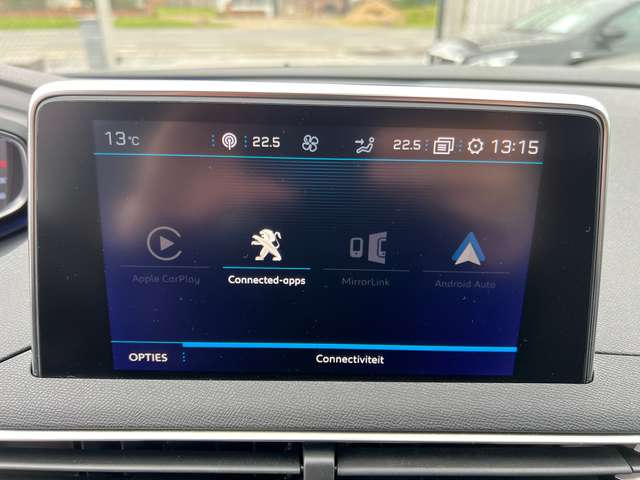 13°C 22.5 22.5 13:15
Apple CarPlay Connected-apps MirrorLink Android Auto
OPTIES Connectiviteit